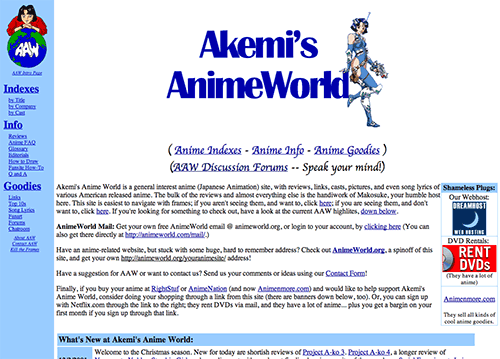 AAW
AAW Intro Page
Indexes
by Title
by Company
by Cast
Info
Reviews
Anime FAQ
Glossary
Editorials
How to Draw
Fansite How-To
Q and A
Goodies
Links
Top 10s
Song Lyrics
Fanart
Forums
Chatroom
About AAW
Contact AAW
Kill the Frames
Akemi's
AnimeWorld
( Anime Indexes - Anime Info - Anime Goodies )
(AAW Discussion Forums -- Speak your mind!)
Akemi's Anime World is a general interest anime (Japanese Animation) site, with reviews, links, casts, pictures, and even song lyrics of
various American released anime. The bulk of the reviews and almost everything else is the handiwork of Makosuke, your humble host
here. This site is easiest to navigate with frames; if you aren't seeing them, and want to, click here; if you are seeing them, and don't
want to, click here. If you're looking for something to check out, have a look at the current AAW highlites, down below.
AnimeWorld Mail: Get your own free AnimeWorld email @ animeworld.org, or login to your account, by clicking here (You can
also get there directly at http://animeworld.com/mail/.)
Have an anime-related website, but stuck with some huge, hard to remember address? Check out AnimeWorld.org, a spinoff of this
site, and get your own http://animeworld.org/youranimesite/ address!
Have a suggestion for AAW or want to contact us? Send us your comments or ideas using our Contact Form!
Finally, if you buy your anime at RightStuf or AnimeNation (and now Animenmore.com) and would like to help support Akemi's
Anime World, consider doing your shopping through a link from this site (there are banners down below, too). Or, you can sign up
with Netflix.com through the link to the right; they rent DVDs via mail, and they have a lot of anime... plus you get a bargin on your
first month if you sign up through that link.
Shameless Plugs:
Our Webhost:
DREAMHOST
WEB HOSTING
DVD Rentals:
RENT
DVDs
(They have a lot of
anime!)
Animenmore.com
They sell all kinds of
cool anime goodies.
What's New at Akemi's Anime World:
Welcome to the Christmas season. New for today are shortish reviews of Project A-ko 3. Project A-ko 4, a longer review of